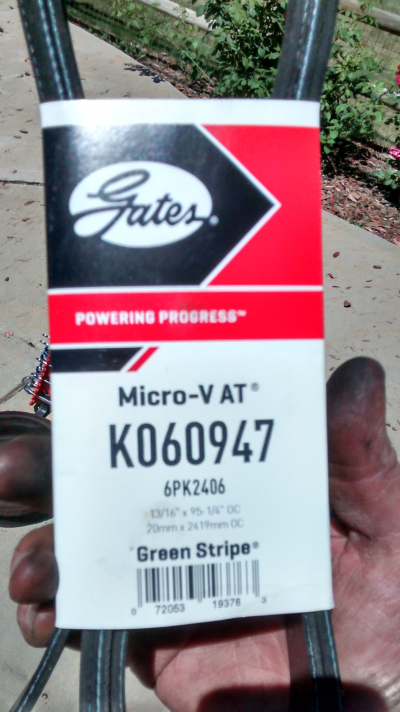 Gates®
POWERING PROGRESS™
Micro-V AT®
K060947
6PK2406
13/16" x 95-1/4" OC
20mm x 2419mm OC
Green Stripe®
0 72053 19376 3